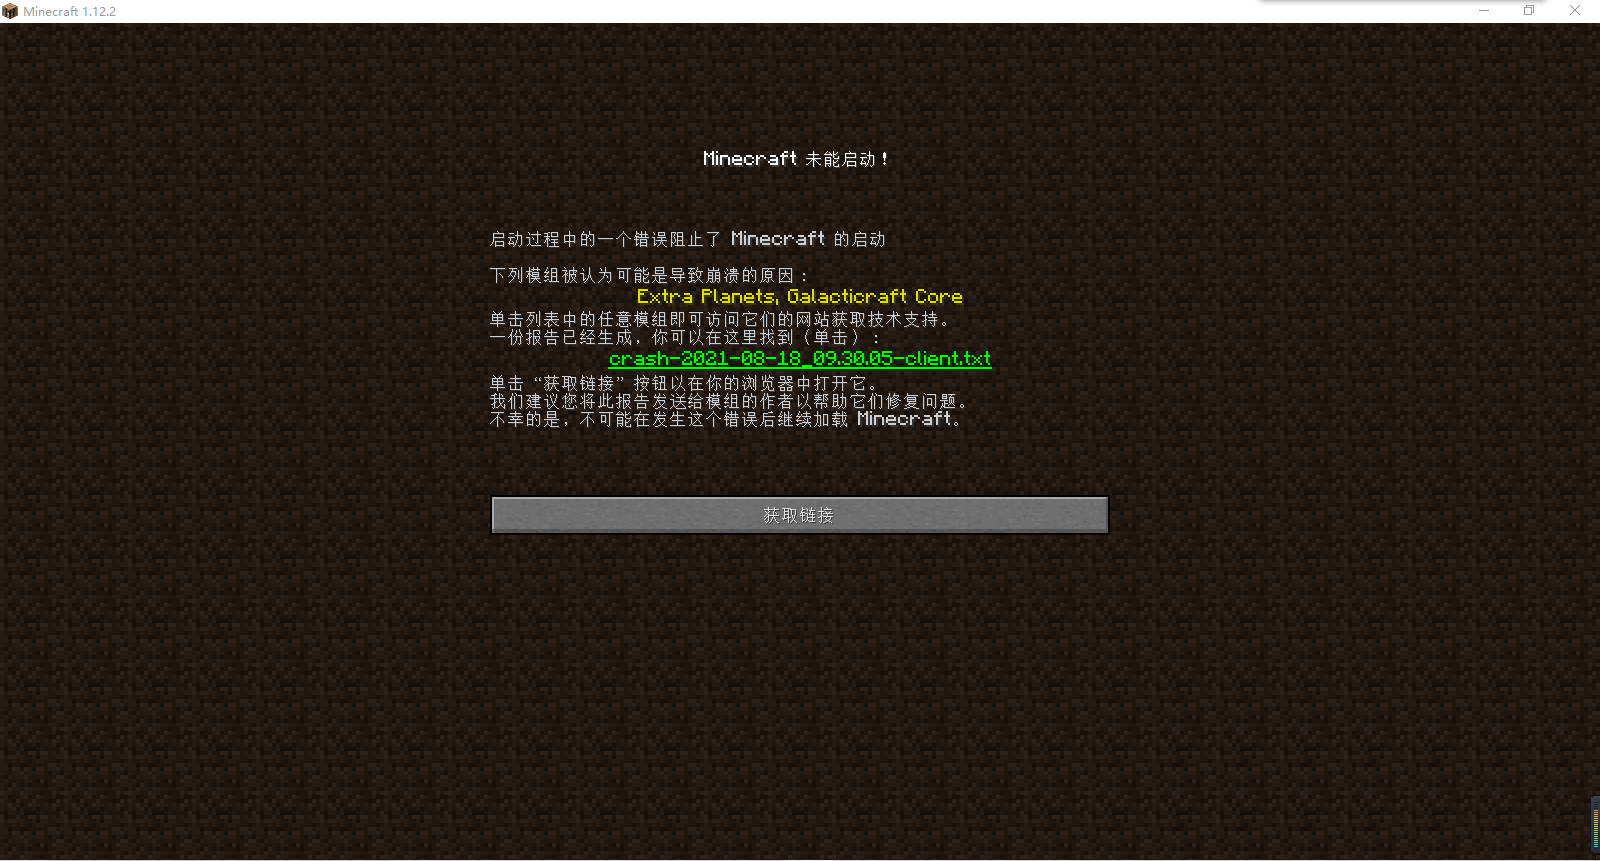 Minecraft 1.12.2
Minecraft 未能启动！
启动过程中的一个错误阻止了 Minecraft 的启动
下列模组被认为可能是导致崩溃的原因：
Extra Planets, Galacticraft Core
单击列表中的任意模组即可访问它们的网站获取技术支持。
一份报告已经生成，你可以在这里找到（单击）：
crash-2021-08-18_09.30.05-client.txt
单击“获取链接”按钮以在你的浏览器中打开它。
我们建议您将此报告发送给模组的作者以帮助它们修复问题。
不幸的是，不可能在发生这个错误后继续加载 Minecraft。
获取链接